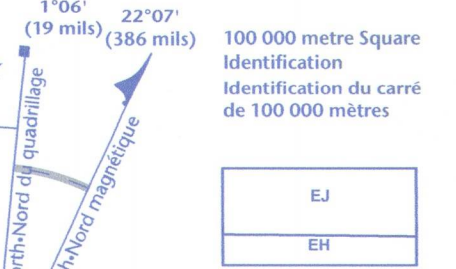 1°06'
(19 mils)
22°07'
(386 mils)
Nord du quadrillage
Nord magnétique
100 000 metre Square
Identification
Identification du carré
de 100 000 mètres
EJ
EH